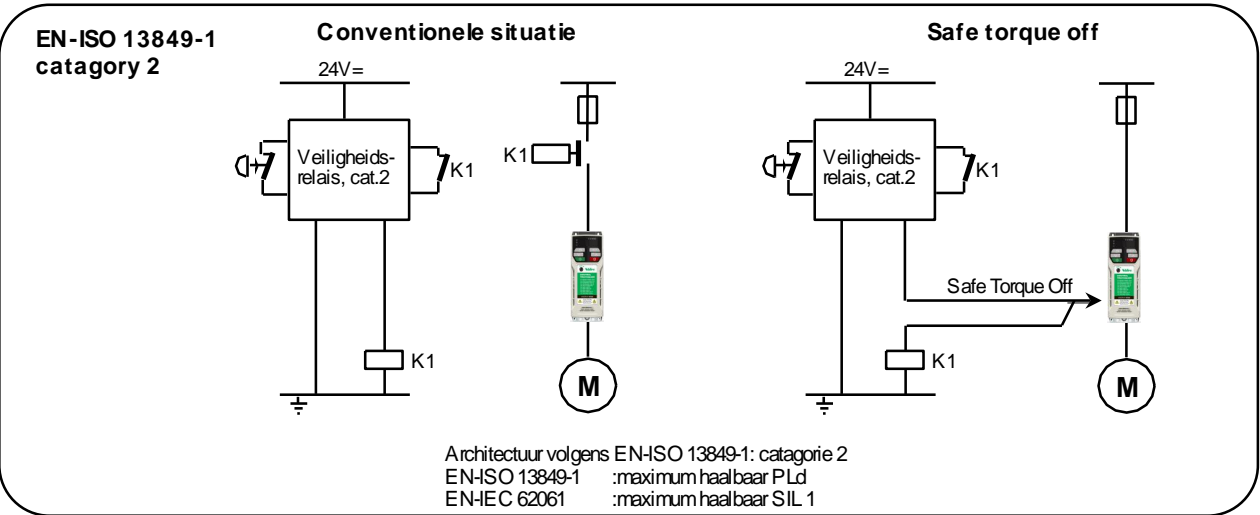 EN-ISO 13849-1
catagory 2
Conventionele situatie
24V=
Veiligheids-
relais, cat.2
K1
K1
K1
M
Safe torque off
24V=
Veiligheids-
relais, cat.2
K1
Safe Torque Off
K1
M
Architectuur volgens EN-ISO 13849-1: catagorie 2
EN-ISO 13849-1 :maximum haalbaar PLd
EN-IEC 62061 :maximum haalbaar SIL 1